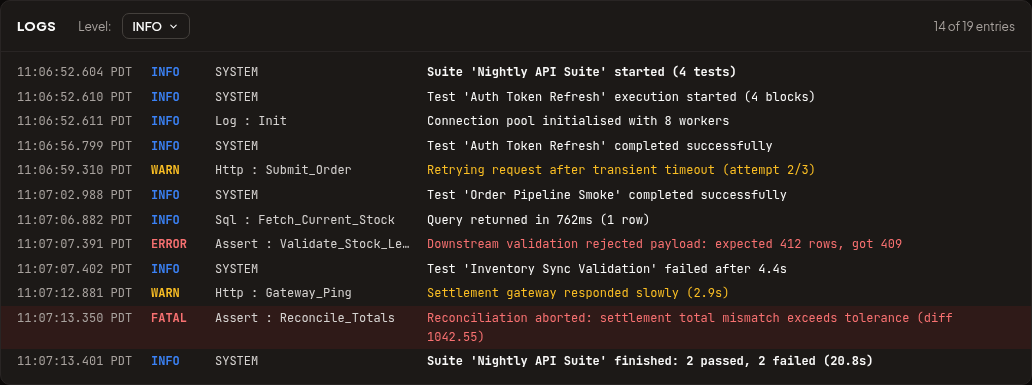 LOGS Level: INFO 14 of 19 entries
11:06:52.604 PDT INFO SYSTEM Suite 'Nightly API Suite' started (4 tests)
11:06:52.610 PDT INFO SYSTEM Test 'Auth Token Refresh' execution started (4 blocks)
11:06:52.611 PDT INFO Log : Init Connection pool initialised with 8 workers
11:06:56.799 PDT INFO SYSTEM Test 'Auth Token Refresh' completed successfully
11:06:59.310 PDT WARN Http : Submit_Order Retrying request after transient timeout (attempt 2/3)
11:07:02.988 PDT INFO SYSTEM Test 'Order Pipeline Smoke' completed successfully
11:07:06.882 PDT INFO Sql : Fetch_Current_Stock Query returned in 762ms (1 row)
11:07:07.391 PDT ERROR Assert : Validate_Stock_Le… Downstream validation rejected payload: expected 412 rows, got 409
11:07:07.402 PDT INFO SYSTEM Test 'Inventory Sync Validation' failed after 4.4s
11:07:12.881 PDT WARN Http : Gateway_Ping Settlement gateway responded slowly (2.9s)
11:07:13.350 PDT FATAL Assert : Reconcile_Totals Reconciliation aborted: settlement total mismatch exceeds tolerance (diff
1042.55)
11:07:13.401 PDT INFO SYSTEM Suite 'Nightly API Suite' finished: 2 passed, 2 failed (20.8s)